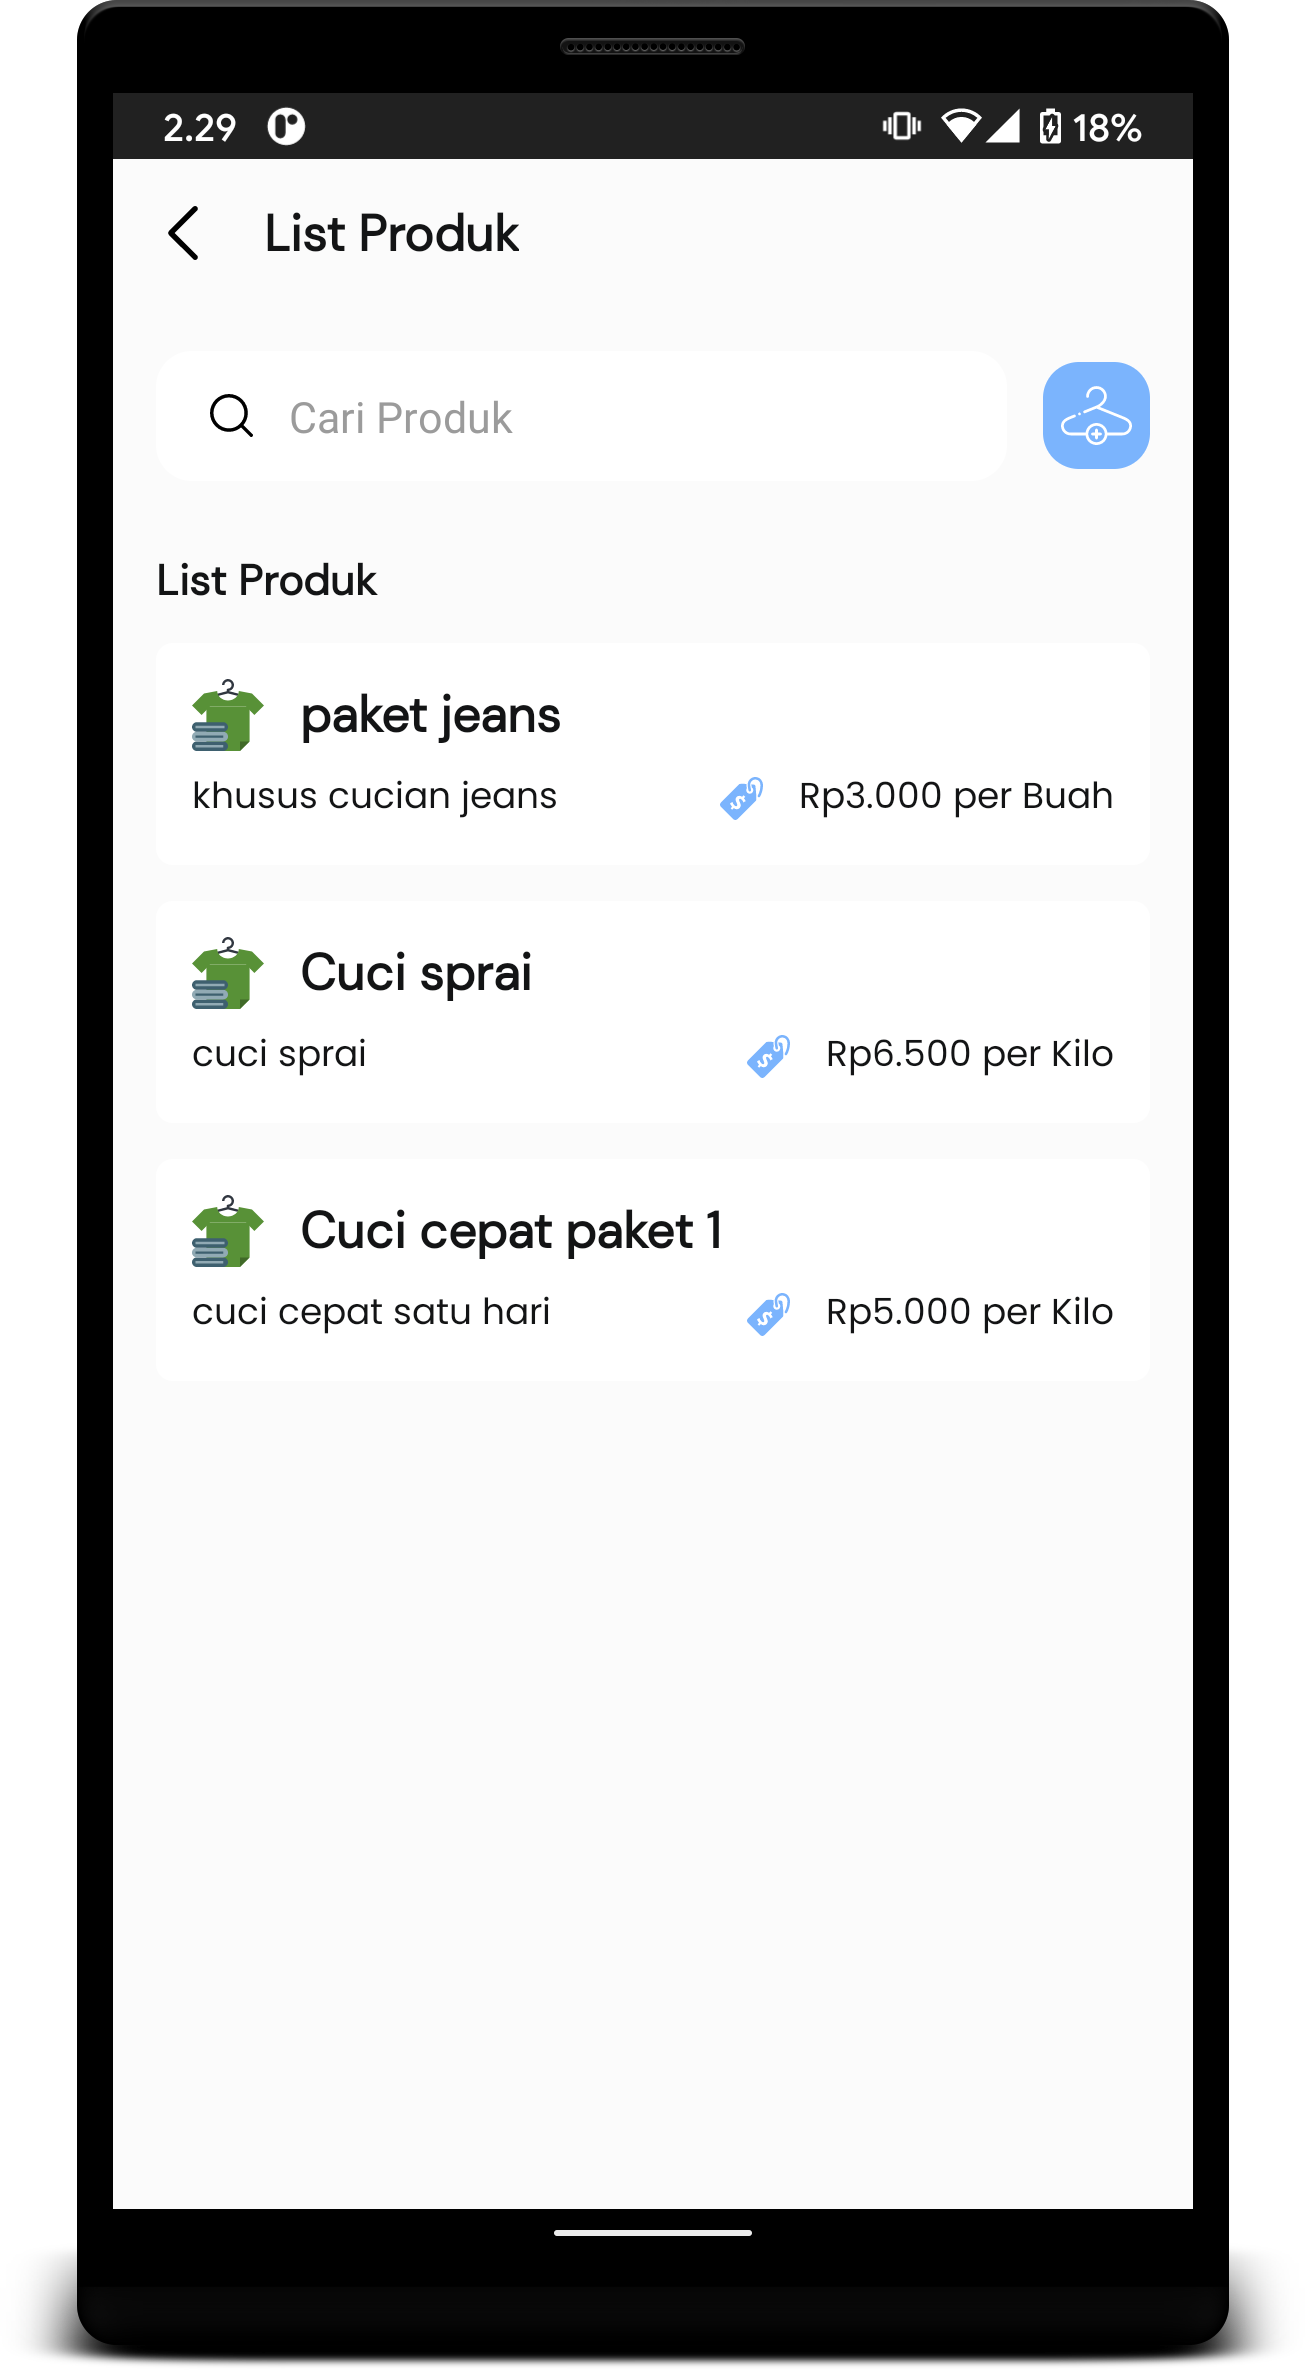 2.29 18%
List Produk
Cari Produk
List Produk
paket jeans
khusus cucian jeans Rp3.000 per Buah
Cuci sprai
cuci sprai Rp6.500 per Kilo
Cuci cepat paket 1
cuci cepat satu hari Rp5.000 per Kilo